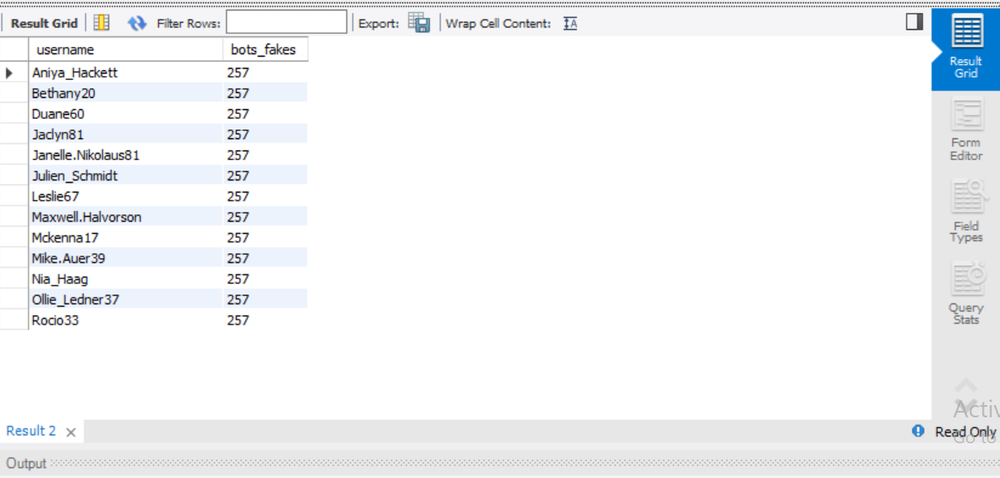 Result Grid Filter Rows: Export: Wrap Cell Content: IA
username bots_fakes
Aniya_Hackett 257
Bethany20 257
Duane60 257
Jaclyn81 257
Janelle.Nikolaus81 257
Julien_Schmidt 257
Leslie67 257
Maxwell.Halvorson 257
Mckenna17 257
Mike.Auer39 257
Nia_Haag 257
Ollie_Ledner37 257
Rocio33 257
Result
Grid
Form
Editor
Field
Types
Query
Stats
Activ
Result 2 × Read Only
Go to
Output